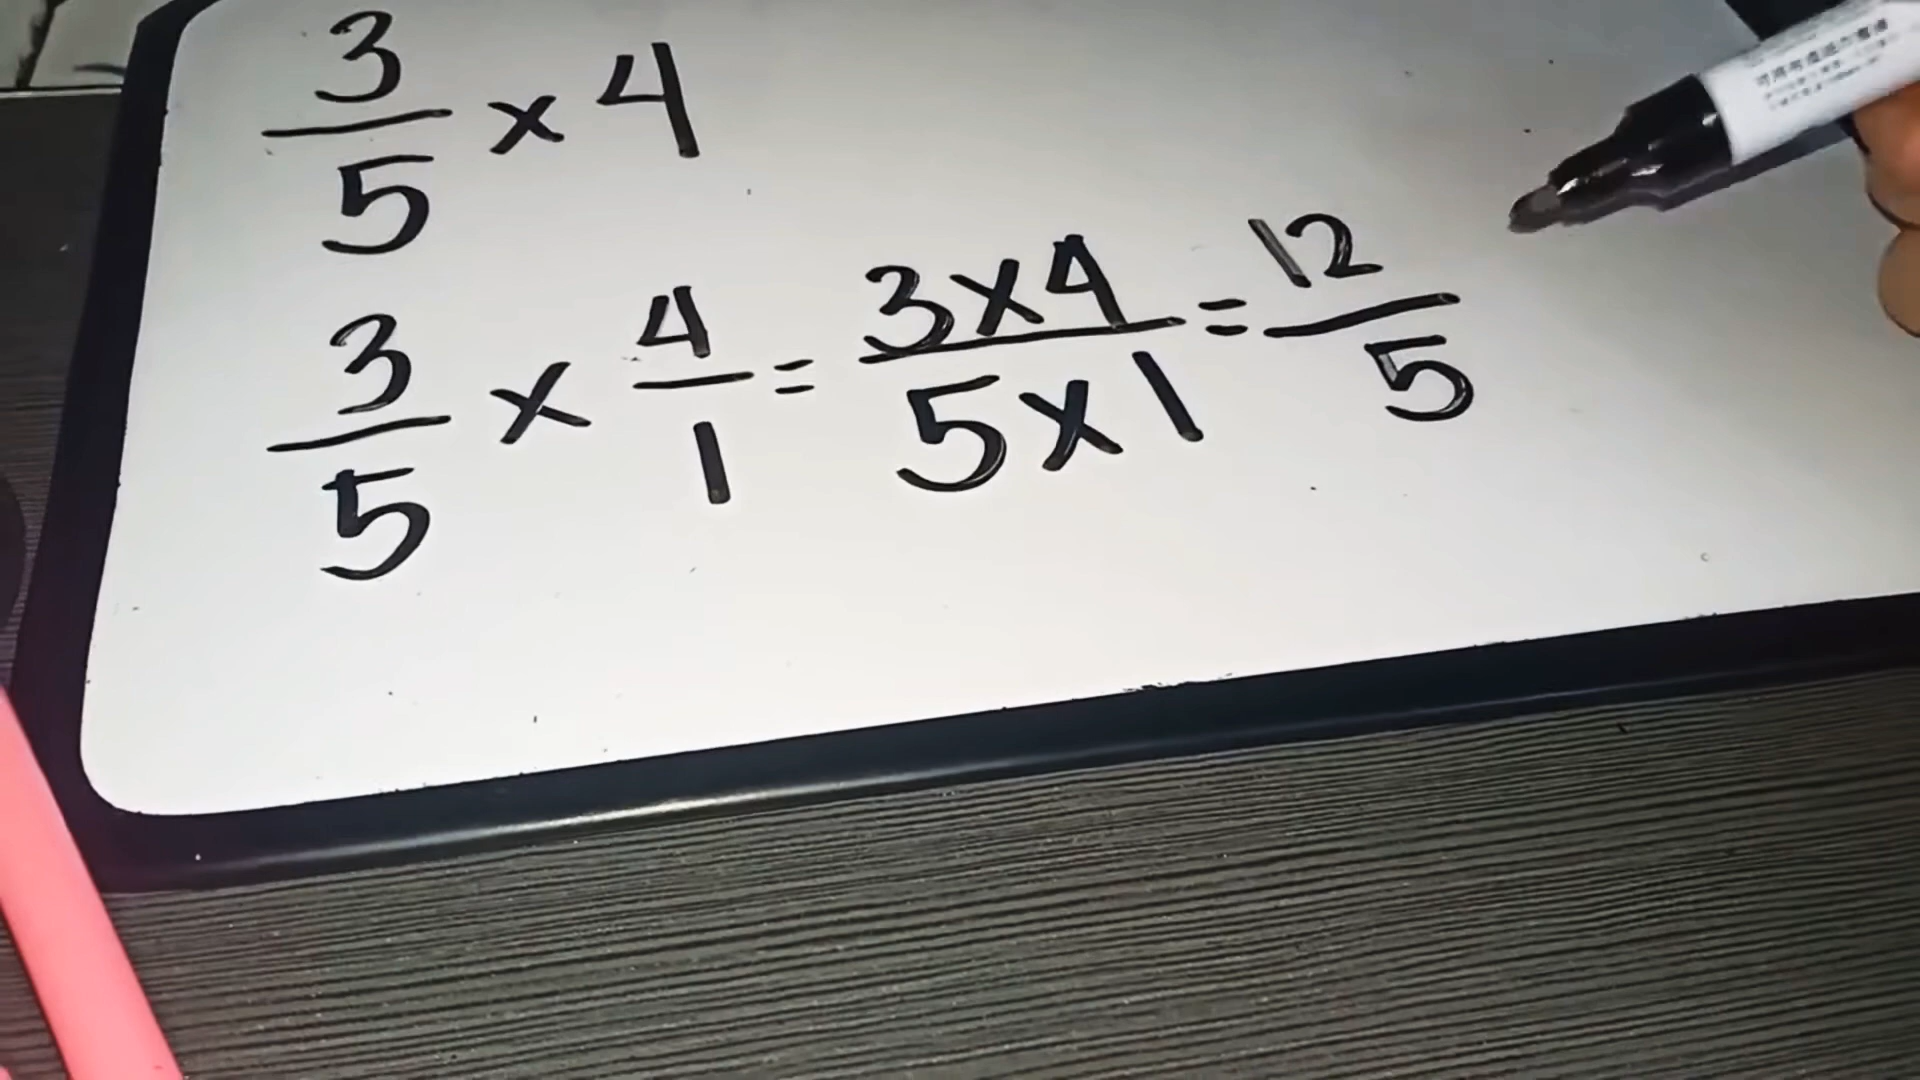 3/5 × 4
3/5 × 4/1 = 3×4/5×1 = 12/5